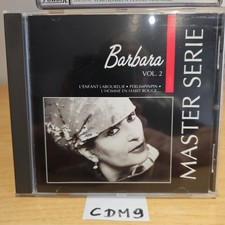 Barbara
VOL. 2
L'ENFANT LABOUREUR • PERLIMPINPIN •
L'HOMME EN HABIT ROUGE...
MASTER SERIE
CDM9